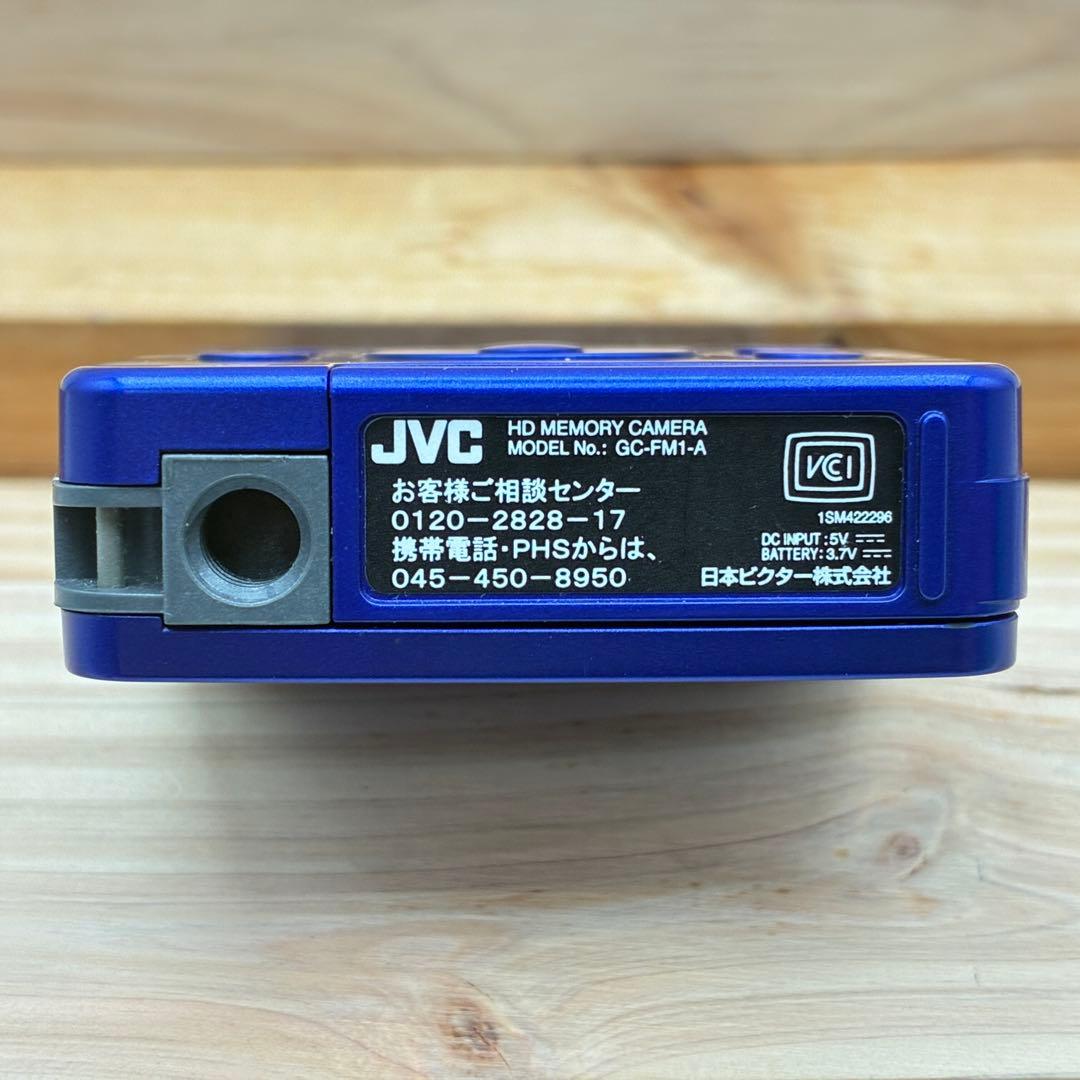 JVC
HD MEMORY CAMERA
MODEL No.: GC-FM1-A
お客様ご相談センター
0120-2828-17
携帯電話・PHSからは、
045-450-8950
VCI
1SM422296
DC INPUT : 5V ⎓
BATTERY: 3.7V ⎓
日本ビクター株式会社